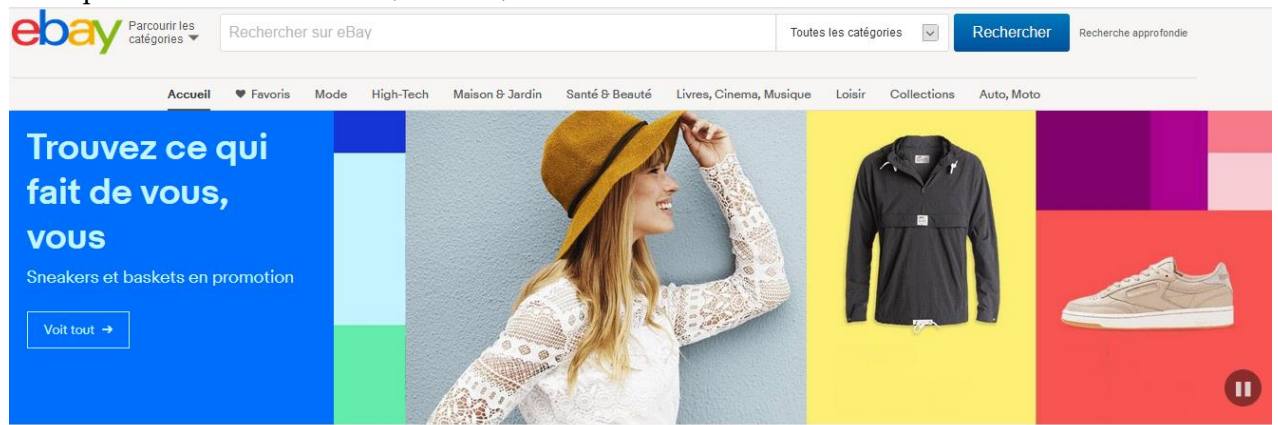 ebay
Parcourir les
catégories
Rechercher sur eBay
Toutes les catégories
Rechercher
Recherche approfondie
Accueil
Favoris
Mode
High-Tech
Maison & Jardin
Santé & Beauté
Livres, Cinema, Musique
Loisir
Collections
Auto, Moto
Trouvez ce qui
fait de vous,
vous
Sneakers et baskets en promotion
Voit tout →